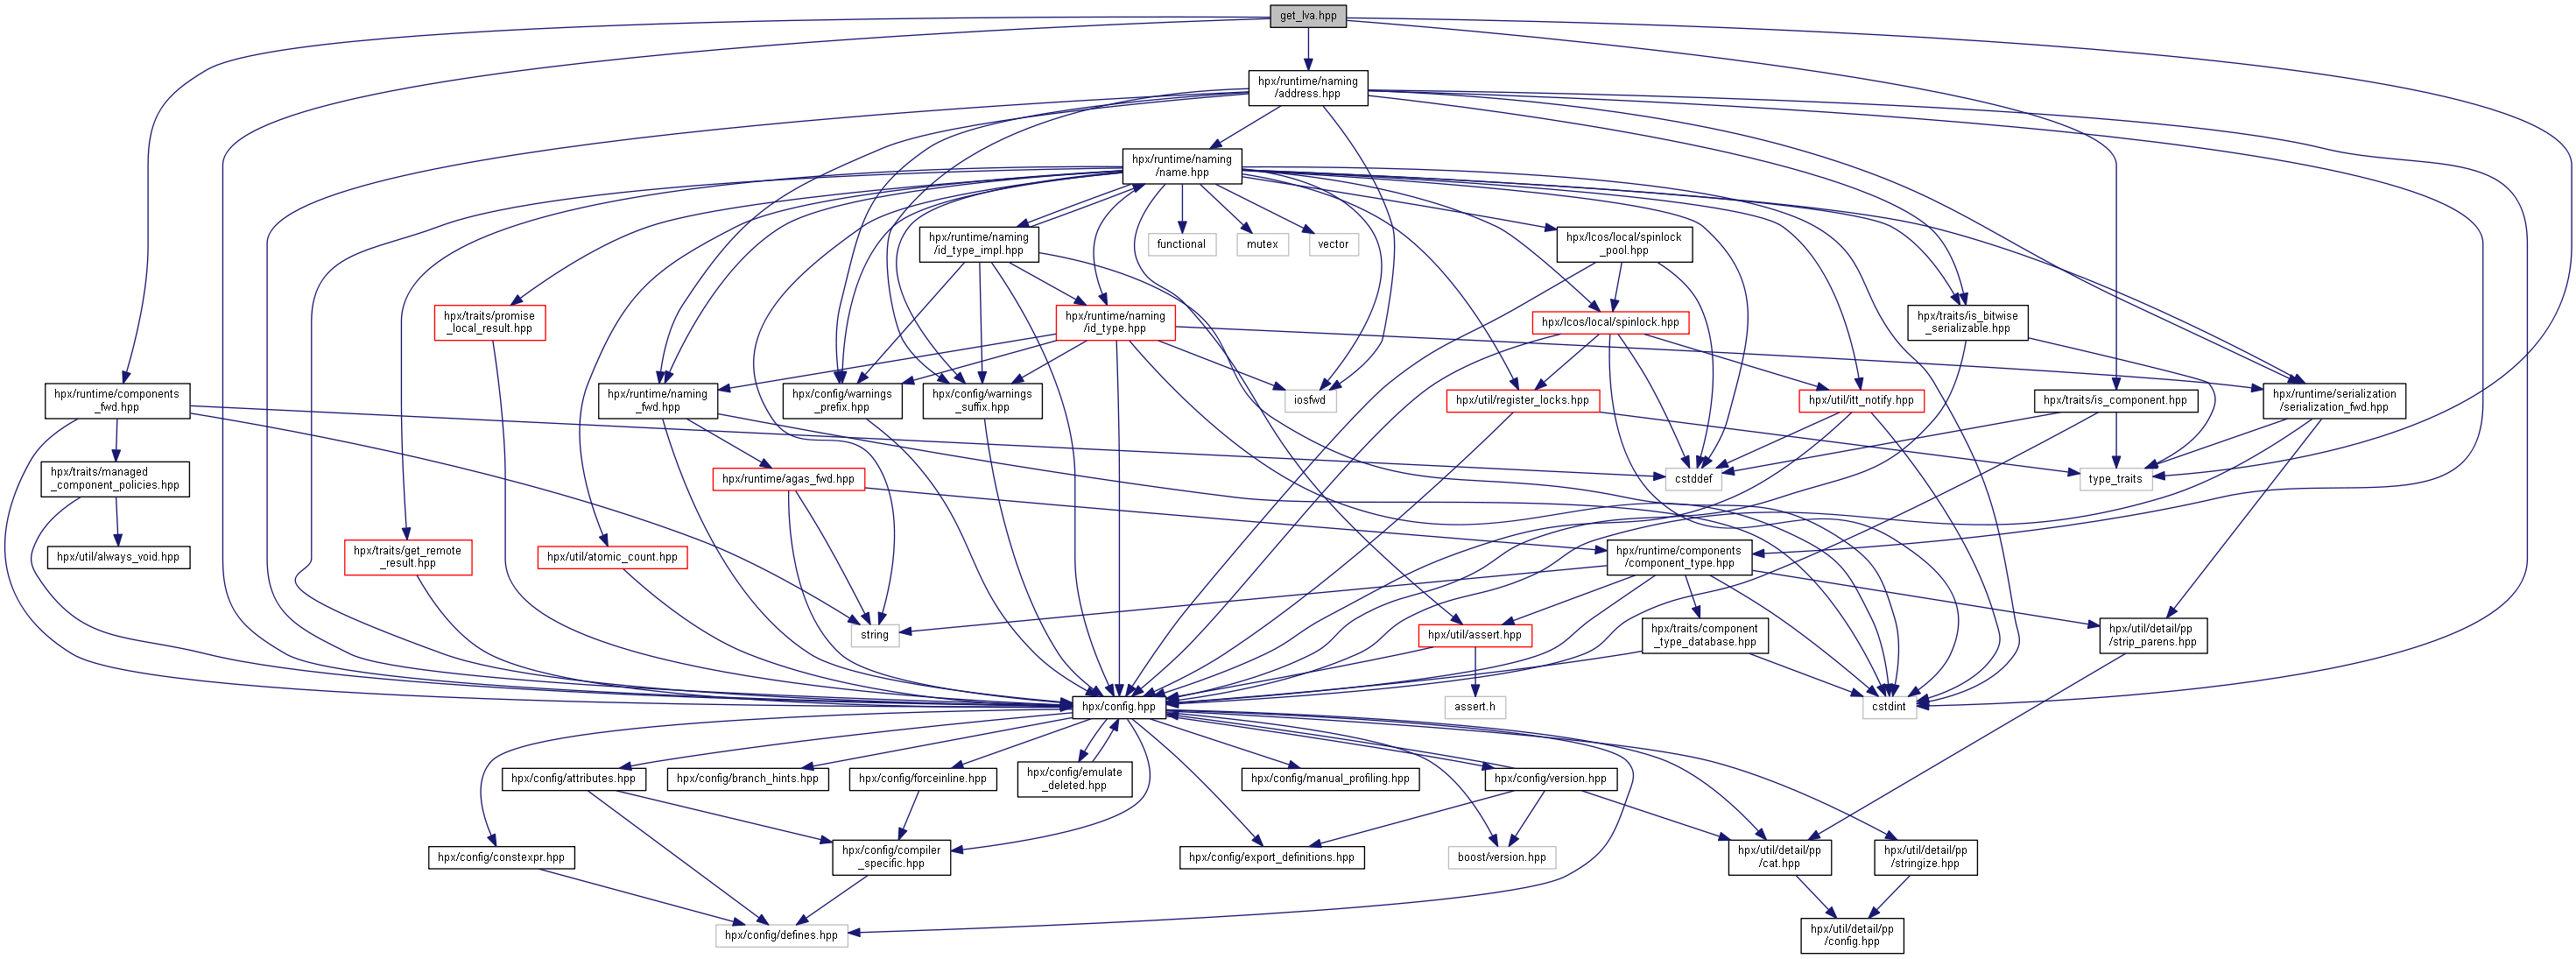 get_lva.hpp
hpx/runtime/naming
/address.hpp
hpx/runtime/naming
/name.hpp
hpx/runtime/naming
/id_type_impl.hpp
functional
mutex
vector
hpx/lcos/local/spinlock
_pool.hpp
hpx/traits/promise
_local_result.hpp
hpx/runtime/naming
/id_type.hpp
hpx/lcos/local/spinlock.hpp
hpx/traits/is_bitwise
_serializable.hpp
hpx/runtime/components
_fwd.hpp
hpx/runtime/naming
_fwd.hpp
hpx/config/warnings
_prefix.hpp
hpx/config/warnings
_suffix.hpp
iosfwd
hpx/util/register_locks.hpp
hpx/util/itt_notify.hpp
hpx/traits/is_component.hpp
hpx/runtime/serialization
/serialization_fwd.hpp
hpx/traits/managed
_component_policies.hpp
hpx/runtime/agas_fwd.hpp
cstddef
type_traits
hpx/util/always_void.hpp
hpx/traits/get_remote
_result.hpp
hpx/util/atomic_count.hpp
hpx/runtime/components
/component_type.hpp
string
hpx/util/assert.hpp
hpx/traits/component
_type_database.hpp
hpx/util/detail/pp
/strip_parens.hpp
hpx/config.hpp
assert.h
cstdint
hpx/config/attributes.hpp
hpx/config/branch_hints.hpp
hpx/config/forceinline.hpp
hpx/config/emulate
_deleted.hpp
hpx/config/manual_profiling.hpp
hpx/config/version.hpp
hpx/config/constexpr.hpp
hpx/config/compiler
_specific.hpp
hpx/config/export_definitions.hpp
boost/version.hpp
hpx/util/detail/pp
/cat.hpp
hpx/util/detail/pp
/stringize.hpp
hpx/config/defines.hpp
hpx/util/detail/pp
/config.hpp